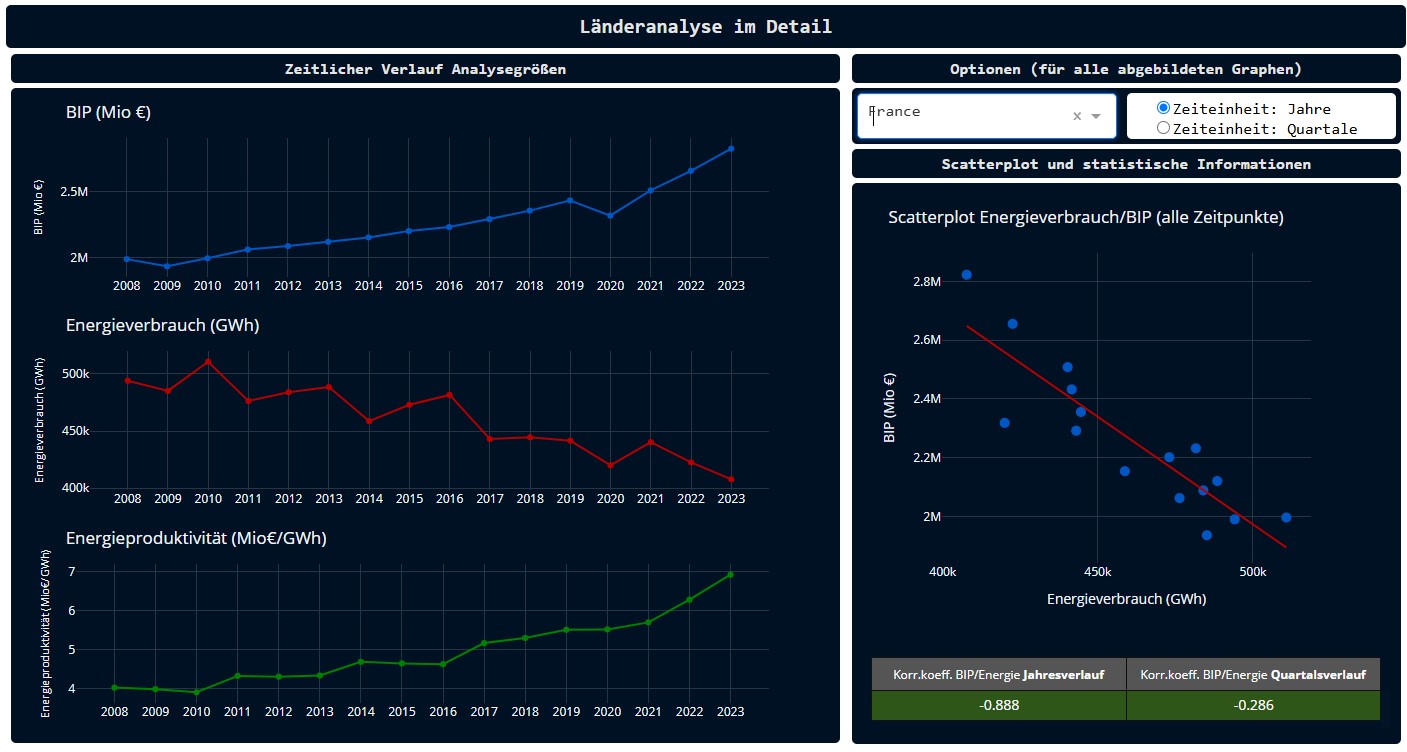 Länderanalyse im Detail
Zeitlicher Verlauf Analysegrößen
BIP (Mio €)
BIP (Mio €)
2.5M
2M
2008 2009 2010 2011 2012 2013 2014 2015 2016 2017 2018 2019 2020 2021 2022 2023
Energieverbrauch (GWh)
Energieverbrauch (GWh)
500k
450k
400k
2008 2009 2010 2011 2012 2013 2014 2015 2016 2017 2018 2019 2020 2021 2022 2023
Energieproduktivität (Mio€/GWh)
Energieproduktivität (Mio€/GWh)
7
6
5
4
2008 2009 2010 2011 2012 2013 2014 2015 2016 2017 2018 2019 2020 2021 2022 2023
Optionen (für alle abgebildeten Graphen)
France
Zeiteinheit: Jahre
Zeiteinheit: Quartale
Scatterplot und statistische Informationen
Scatterplot Energieverbrauch/BIP (alle Zeitpunkte)
BIP (Mio €)
2.8M
2.6M
2.4M
2.2M
2M
400k 450k 500k
Energieverbrauch (GWh)
Korr.koeff. BIP/Energie Jahresverlauf Korr.koeff. BIP/Energie Quartalsverlauf
-0.888 -0.286